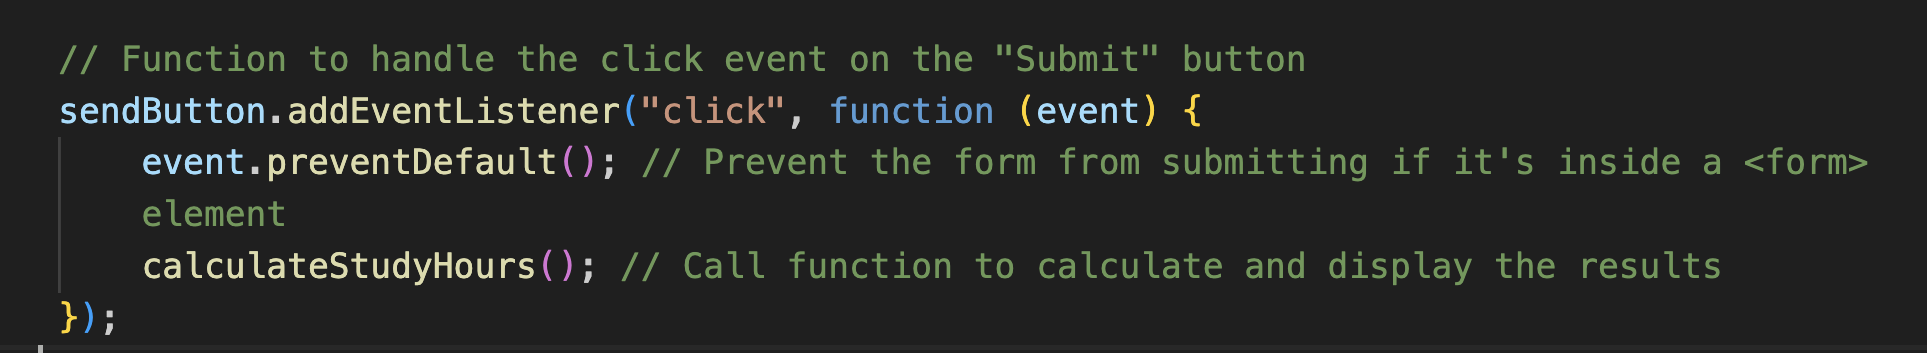 // Function to handle the click event on the "Submit" button
sendButton.addEventListener("click", function (event) {
event.preventDefault(); // Prevent the form from submitting if it's inside a <form>
element
calculateStudyHours(); // Call function to calculate and display the results
});